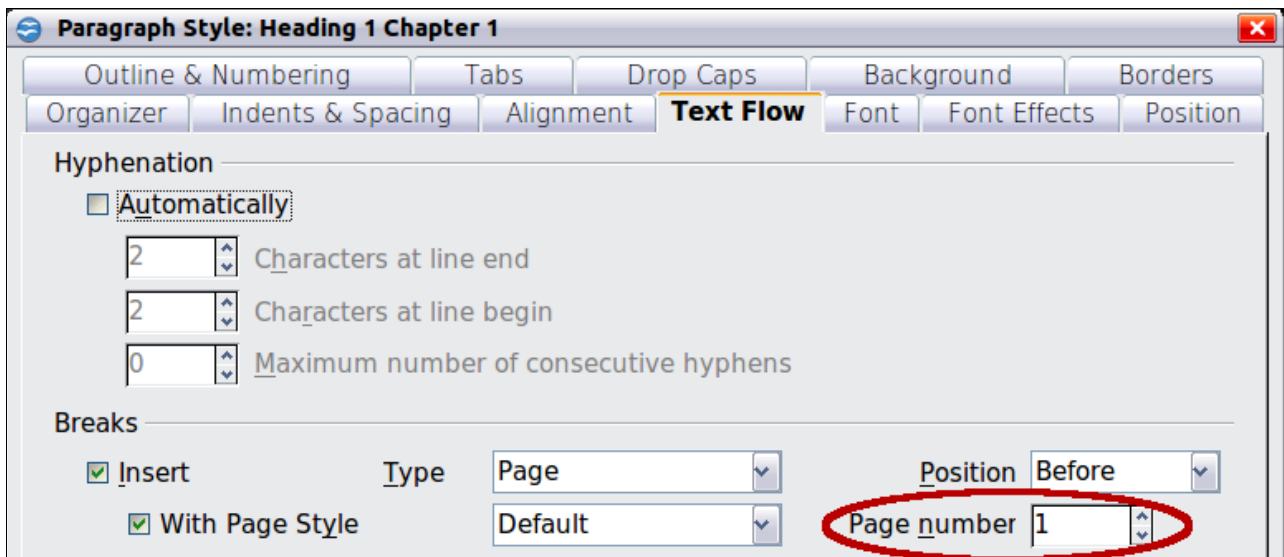 Paragraph Style: Heading 1 Chapter 1
Outline & Numbering Tabs Drop Caps Background Borders
Organizer Indents & Spacing Alignment Text Flow Font Font Effects Position
Hyphenation
Automatically
2 Characters at line end
2 Characters at line begin
0 Maximum number of consecutive hyphens
Breaks
Insert Type Page Position Before
With Page Style Default Page number 1